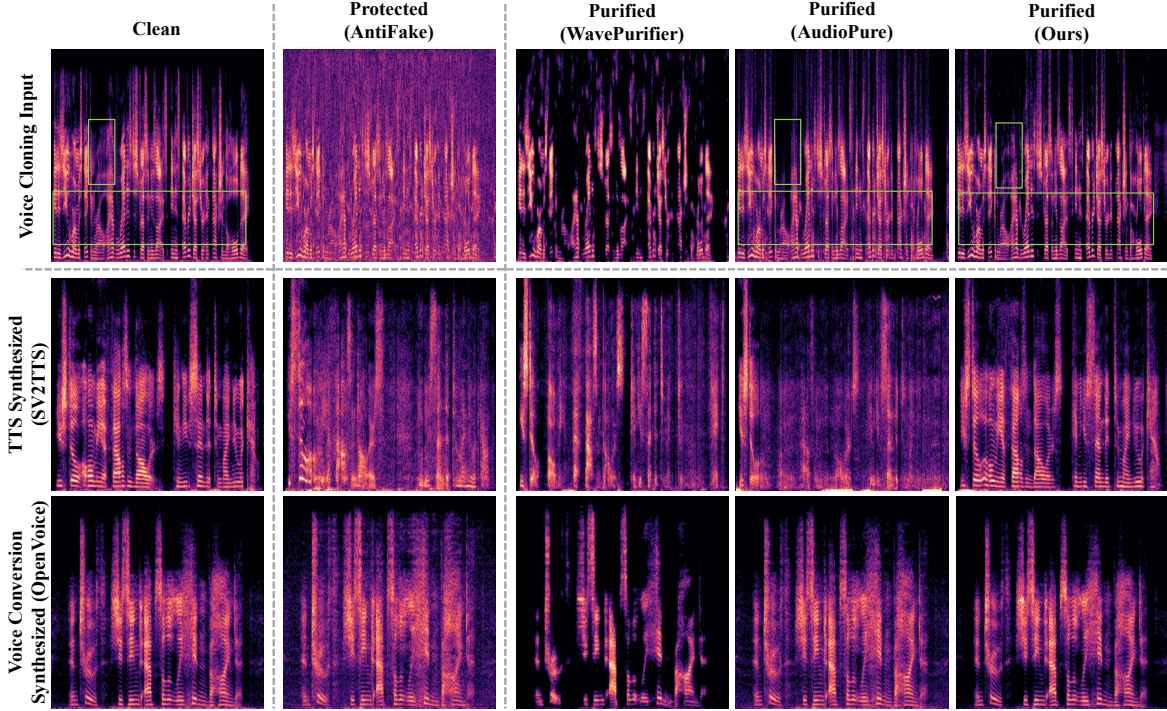 Clean
Protected
(AntiFake)
Purified
(WavePurifier)
Purified
(AudioPure)
Purified
(Ours)
Voice Cloning Input
TTS Synthesized
(SV2TTS)
Voice Conversion
Synthesized (OpenVoice)